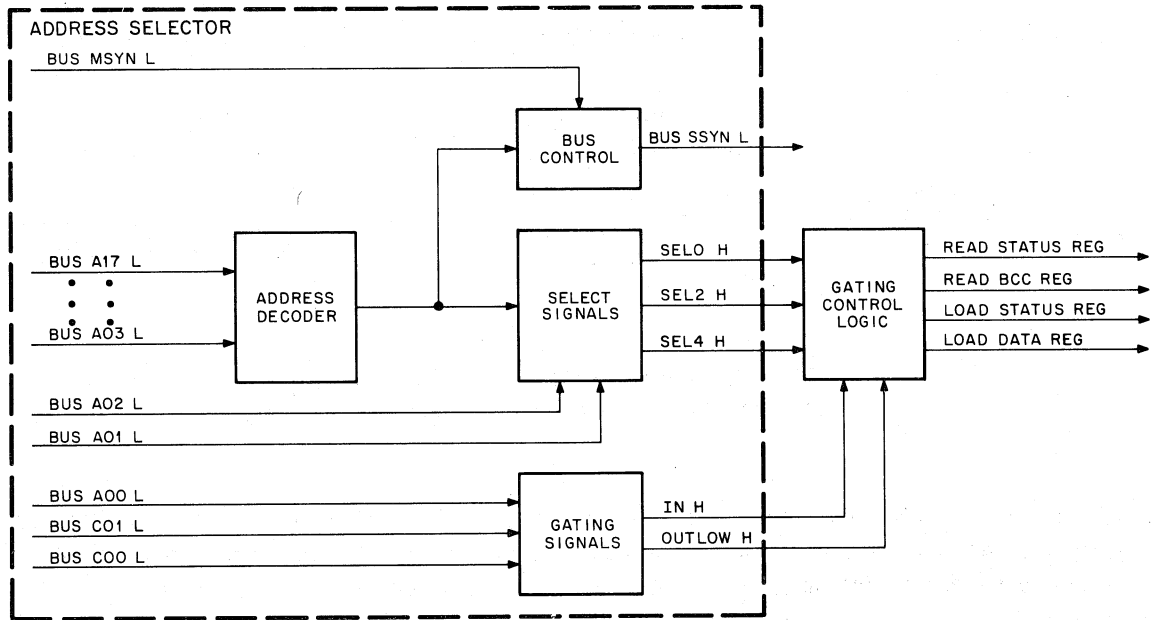 ADDRESS SELECTOR
BUS MSYN L
BUS CONTROL
BUS SSYN L
BUS A17 L
BUS A03 L
ADDRESS DECODER
SELECT SIGNALS
SEL0 H
SEL2 H
SEL4 H
GATING CONTROL LOGIC
READ STATUS REG
READ BCC REG
LOAD STATUS REG
LOAD DATA REG
BUS A02 L
BUS A01 L
BUS A00 L
BUS C01 L
BUS C00 L
GATING SIGNALS
IN H
OUTLOW H